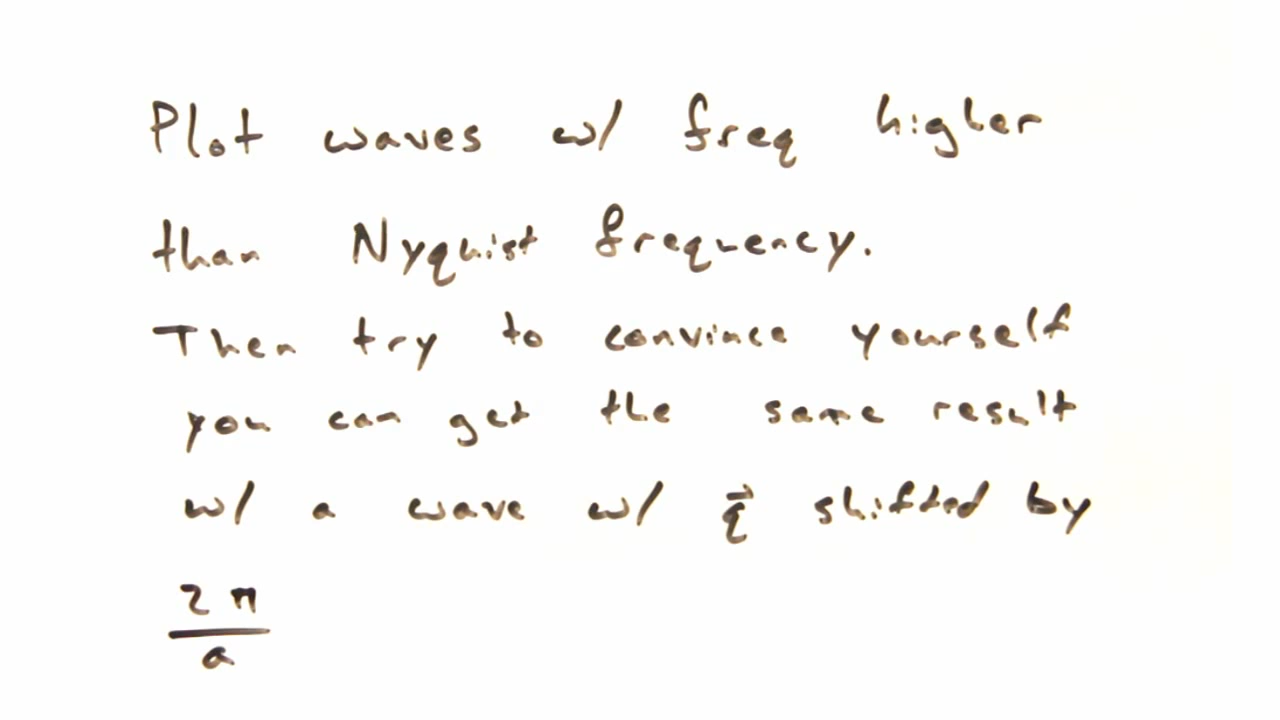 Plot waves w/ freq higher
than Nyquist frequency.
Then try to convince yourself
you can get the same result
w/ a wave w/ q⃗ shifted by
2π
a